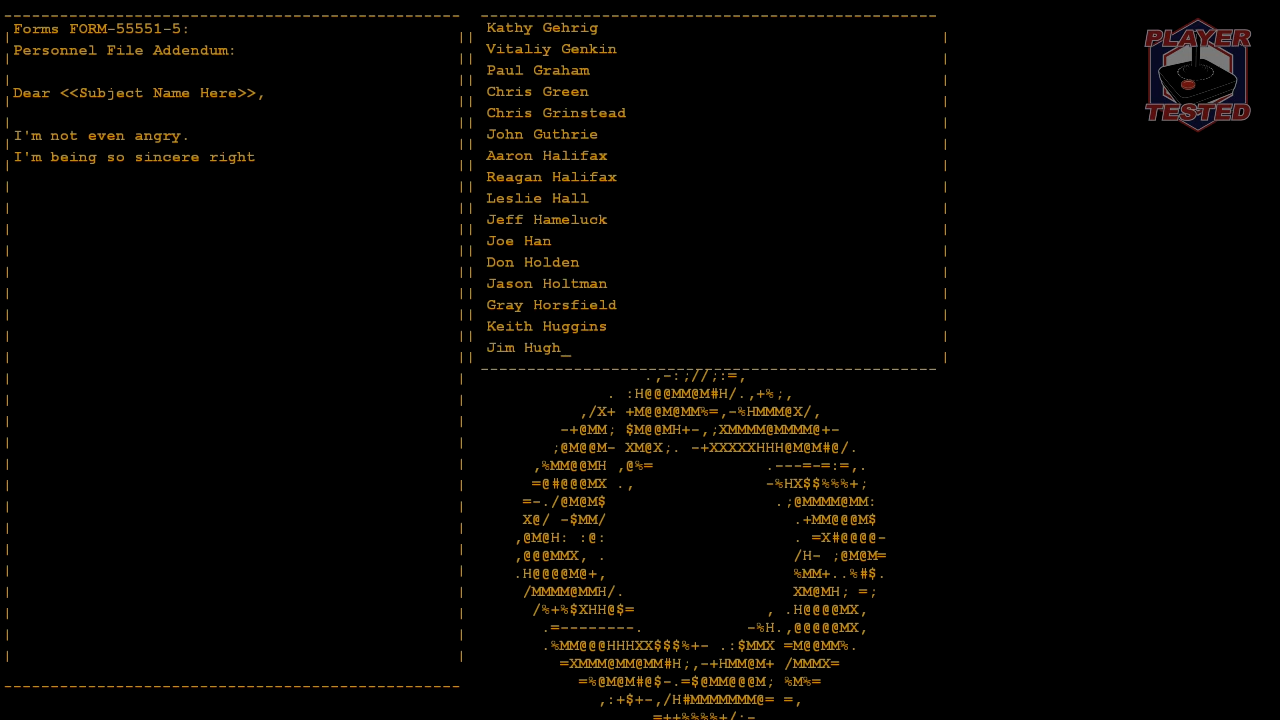 Forms FORM-55551-5:
Personnel File Addendum:
Dear <<Subject Name Here>>,
I'm not even angry.
I'm being so sincere right
Kathy Gehrig
Vitaliy Genkin
Paul Graham
Chris Green
Chris Grinstead
John Guthrie
Aaron Halifax
Reagan Halifax
Leslie Hall
Jeff Hameluck
Joe Han
Don Holden
Jason Holtman
Gray Horsfield
Keith Huggins
Jim Hugh_
PLAYER
TESTED